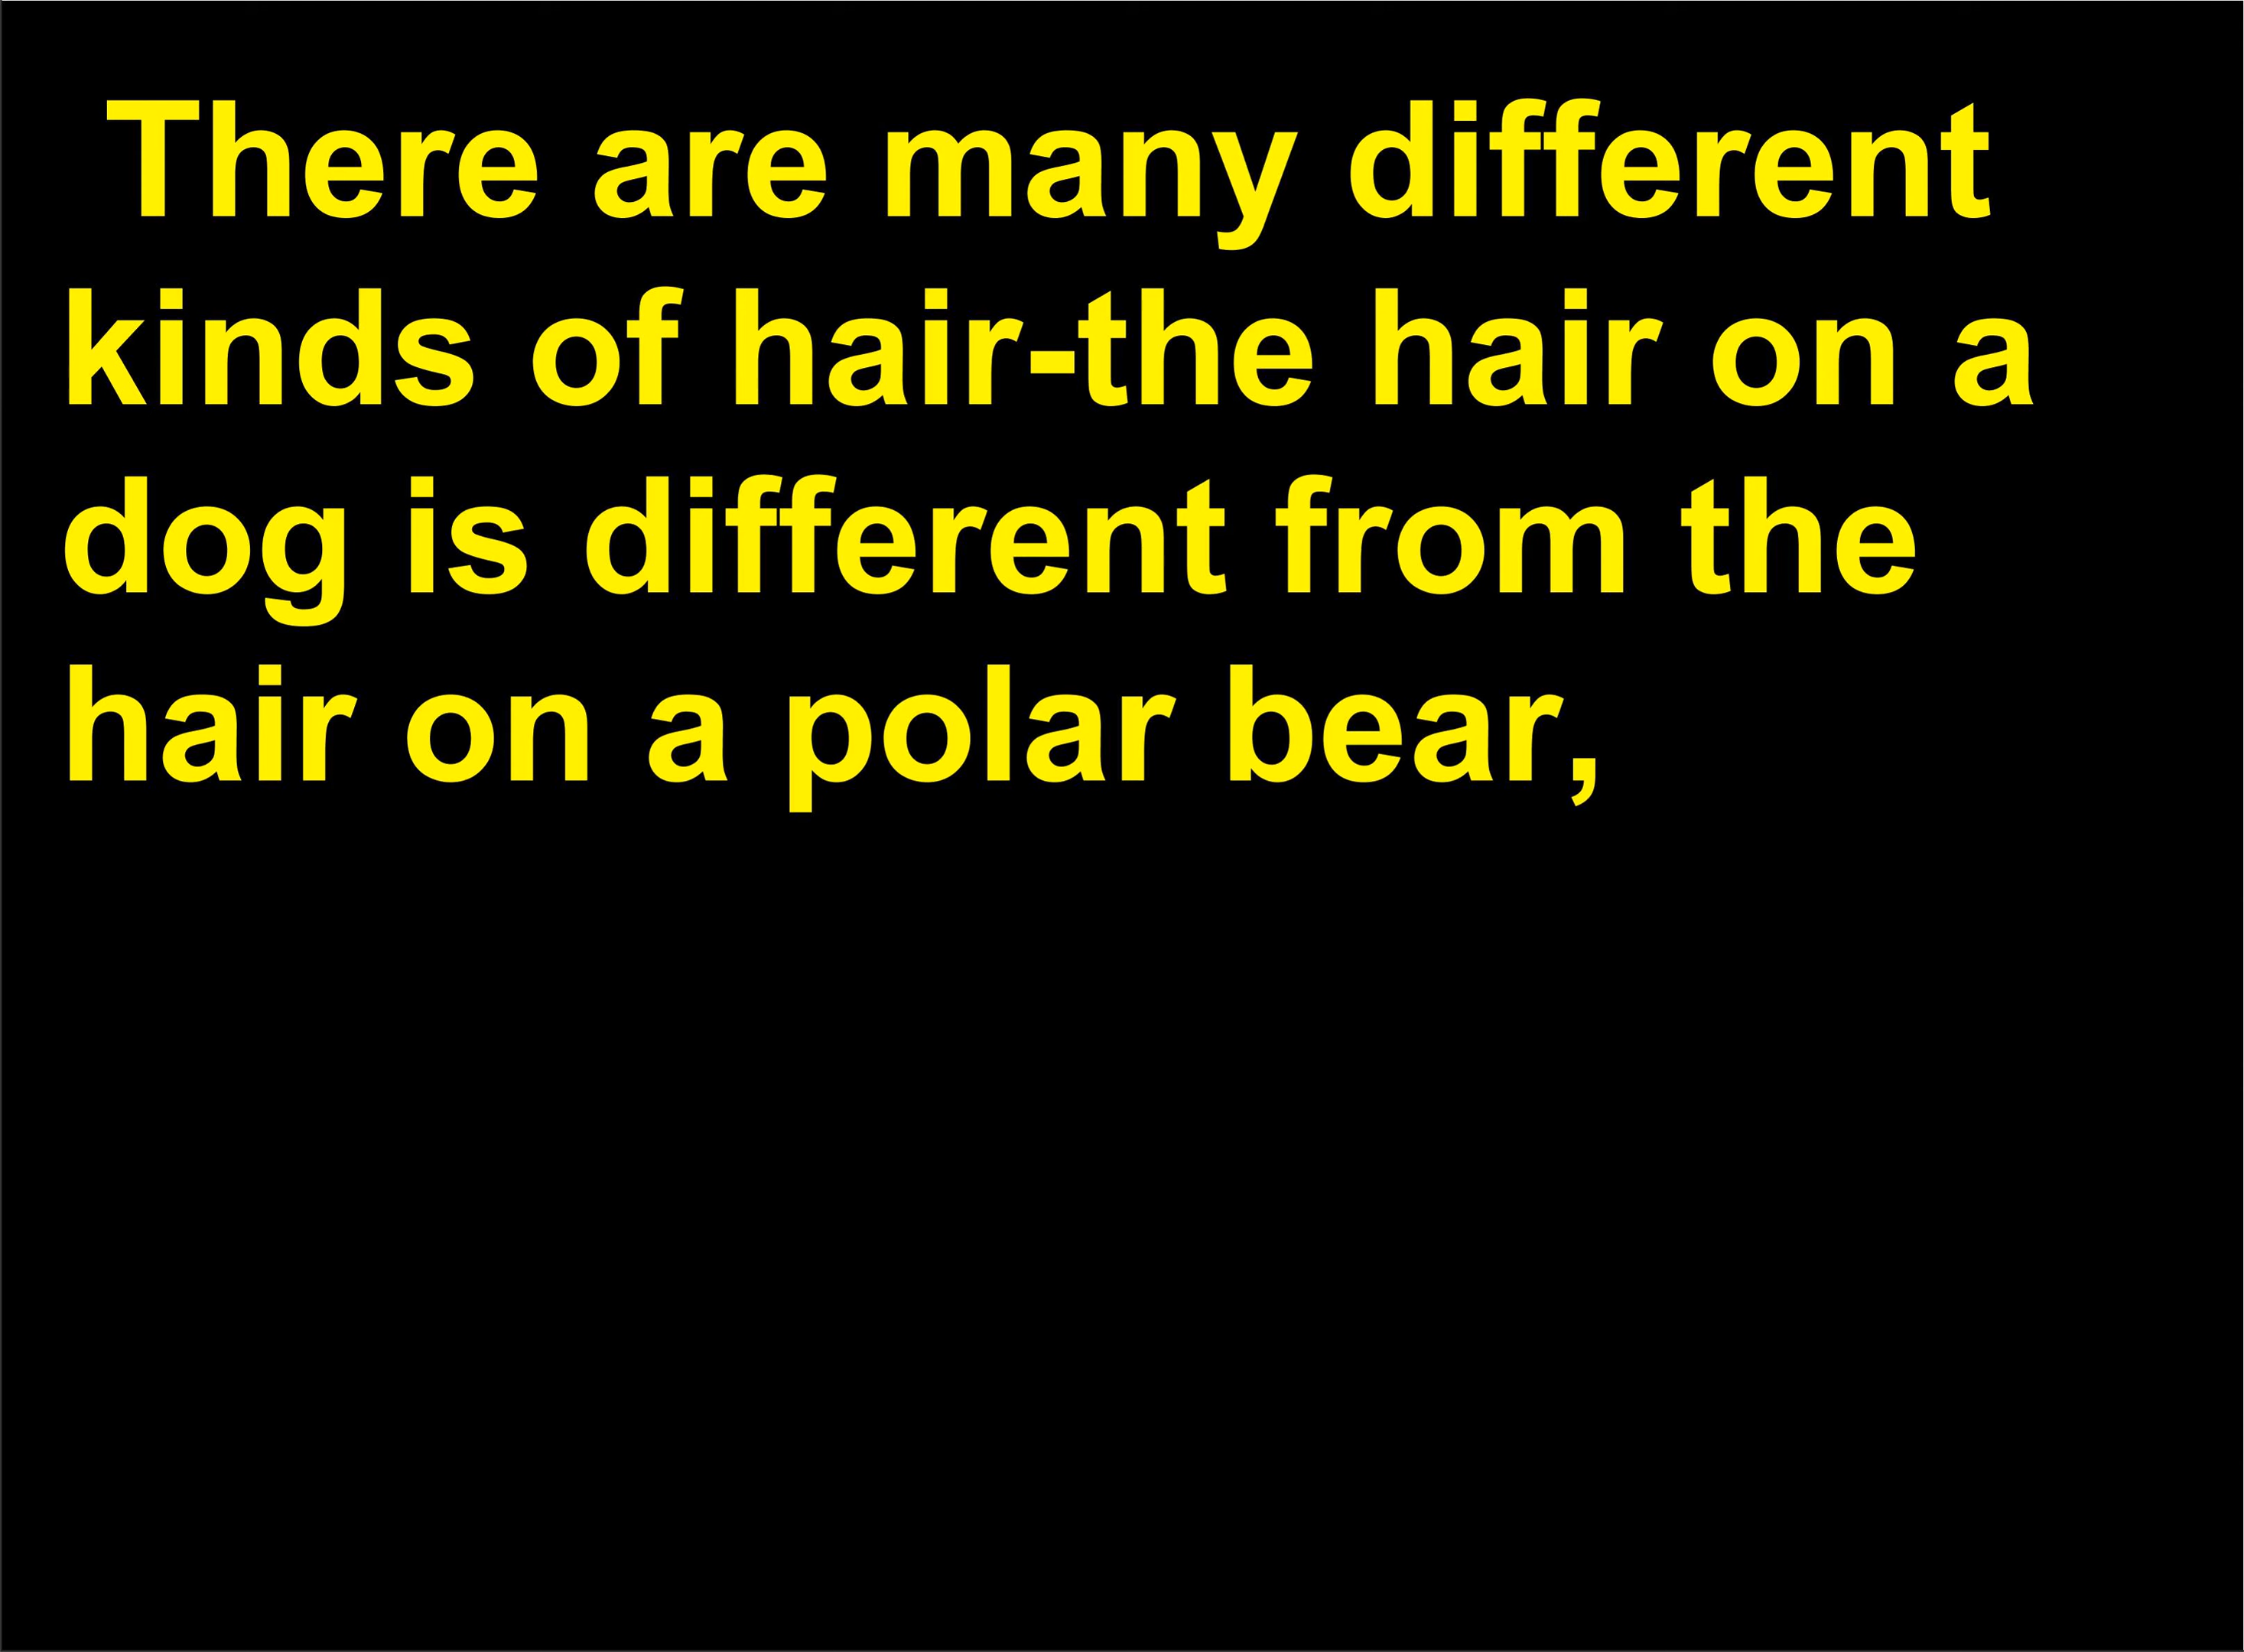 There are many different
kinds of hair-the hair on a
dog is different from the
hair on a polar bear,